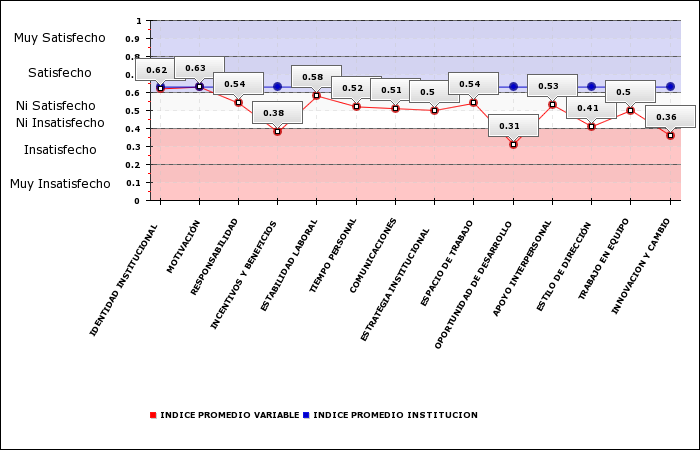 1
0.9
0.8
0.7
0.6
0.5
0.4
0.3
0.2
0.1
0
Muy Satisfecho
Satisfecho
Ni Satisfecho
Ni Insatisfecho
Insatisfecho
Muy Insatisfecho
0.62
0.63
0.54
0.38
0.58
0.52
0.51
0.5
0.54
0.31
0.53
0.41
0.5
0.36
IDENTIDAD INSTITUCIONAL
MOTIVACIÓN
RESPONSABILIDAD
INCENTIVOS Y BENEFICIOS
ESTABILIDAD LABORAL
TIEMPO PERSONAL
COMUNICACIONES
ESTRATEGIA INSTITUCIONAL
ESPACIO DE TRABAJO
OPORTUNIDAD DE DESARROLLO
APOYO INTERPERSONAL
ESTILO DE DIRECCIÓN
TRABAJO EN EQUIPO
INNOVACION Y CAMBIO
INDICE PROMEDIO VARIABLE
INDICE PROMEDIO INSTITUCION